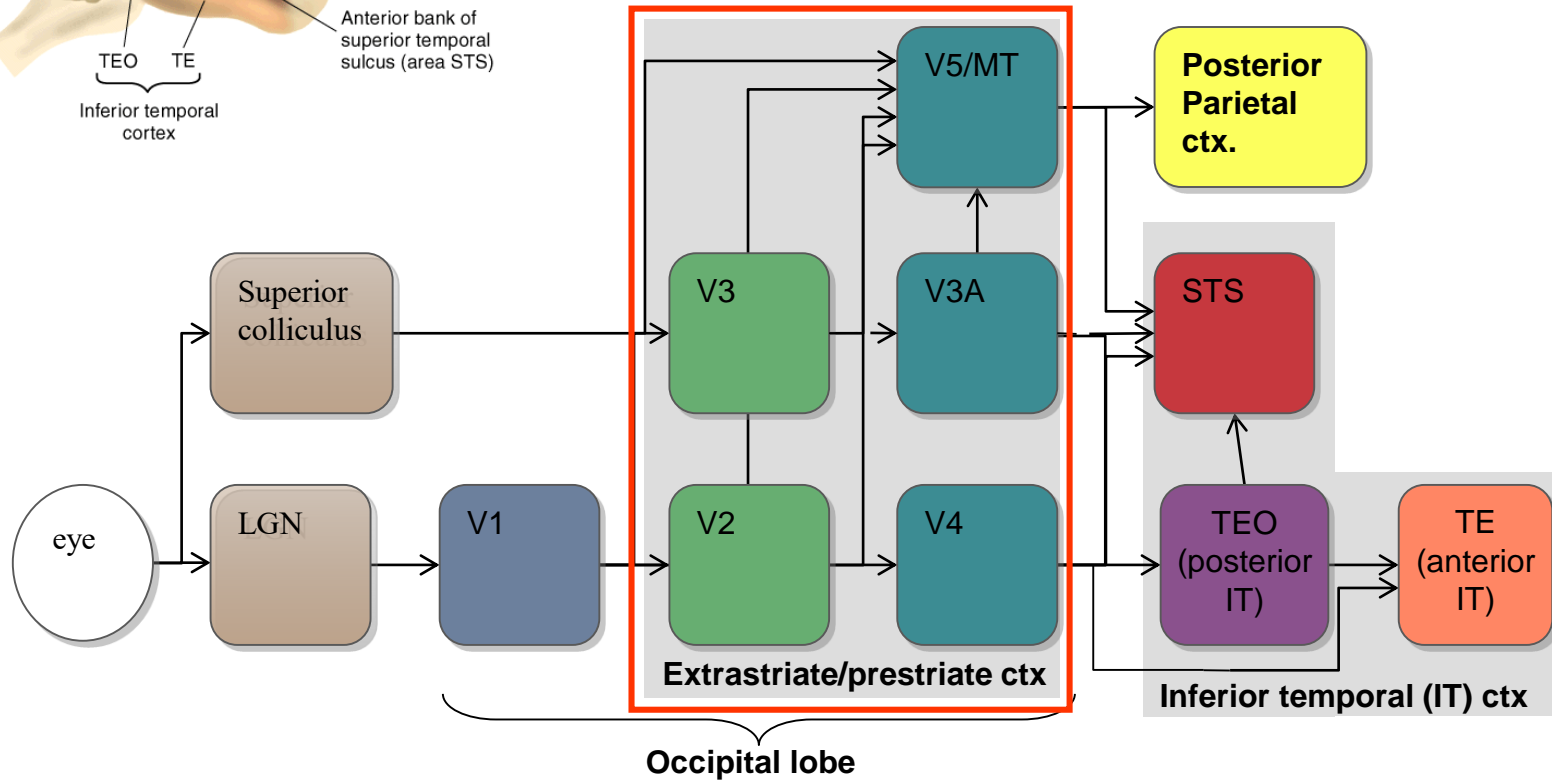 Anterior bank of
superior temporal
sulcus (area STS)
TEO TE
Inferior temporal
cortex
V5/MT
Posterior
Parietal
ctx.
Superior
colliculus
V3
V3A
STS
eye
LGN
V1
V2
V4
TEO
(posterior
IT)
TE
(anterior
IT)
Extrastriate/prestriate ctx
Inferior temporal (IT) ctx
Occipital lobe